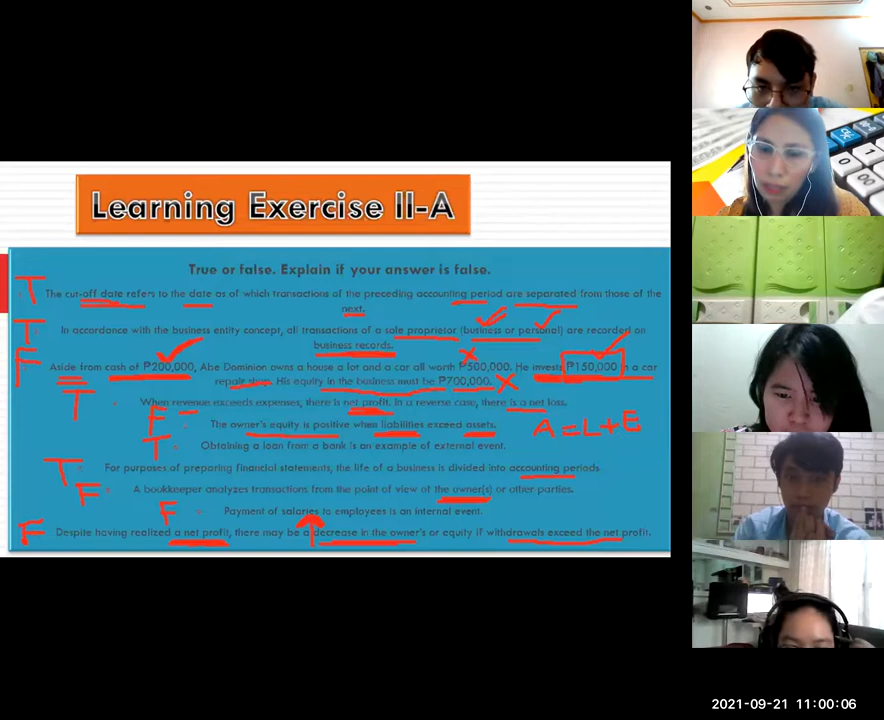 Learning Exercise II-A
True or false. Explain if your answer is false.
T The cut-off date refers to the date as of which transactions of the preceding accounting period are separated from those of the
next.
T In accordance with the business entity concept, all transactions of a sole proprietor (business or personal) are recorded on
business records.
F Aside from cash of ₱200,000, Abe Dominion owns a house a lot and a car all worth ₱500,000. He invests ₱150,000 in a car
repair shop. His equity in the business must be ₱700,000.
T When revenue exceeds expenses, there is net profit. In a reverse case, there is a net loss.
F The owner's equity is positive when liabilities exceed assets. A = L + E
T Obtaining a loan from a bank is an example of external event.
T For purposes of preparing financial statements, the life of a business is divided into accounting periods
F A bookkeeper analyzes transactions from the point of view of the owner(s) or other parties.
F Payment of salaries to employees is an internal event.
F Despite having realized a net profit, there may be a decrease in the owner's or equity if withdrawals exceed the net profit.
2021-09-21 11:00:06